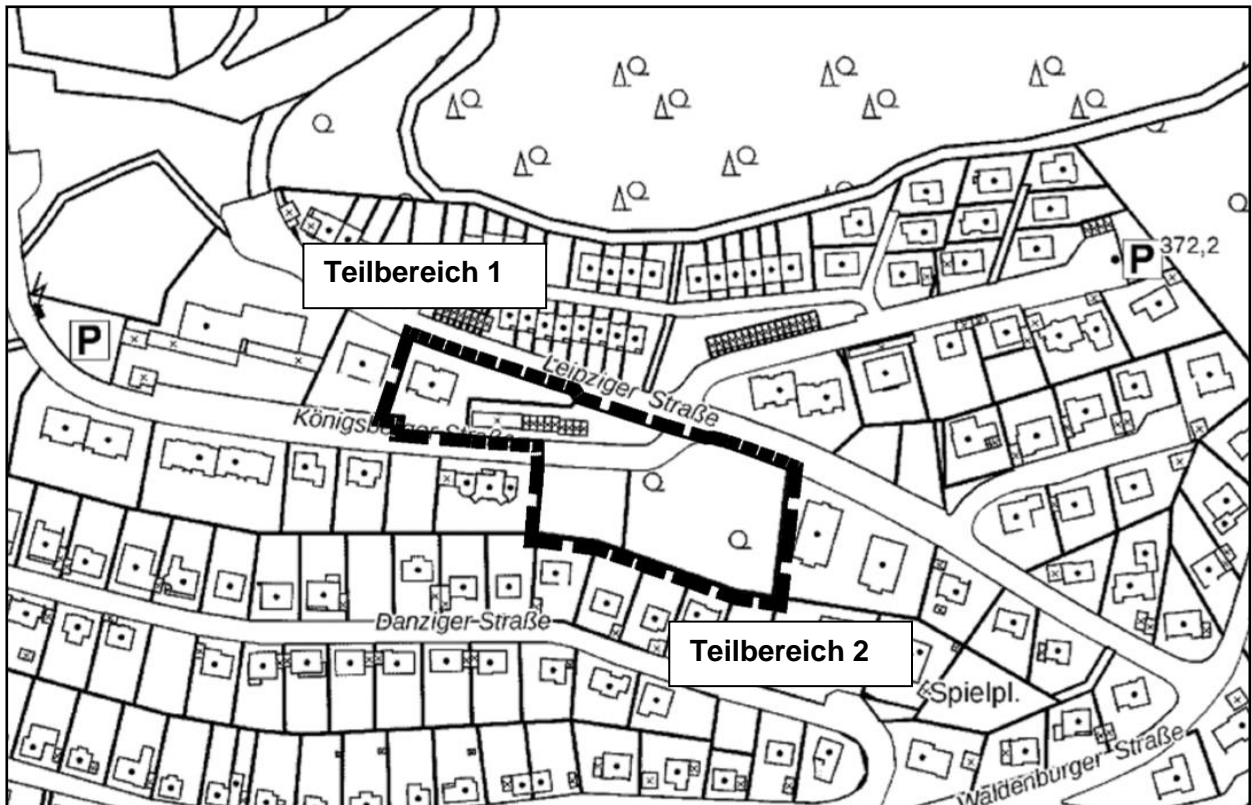 P 372,2
Teilbereich 1
P
Leipziger Straße
Königsberger Straße
Danziger Straße
Teilbereich 2
Spielpl.
Waldenburger Straße